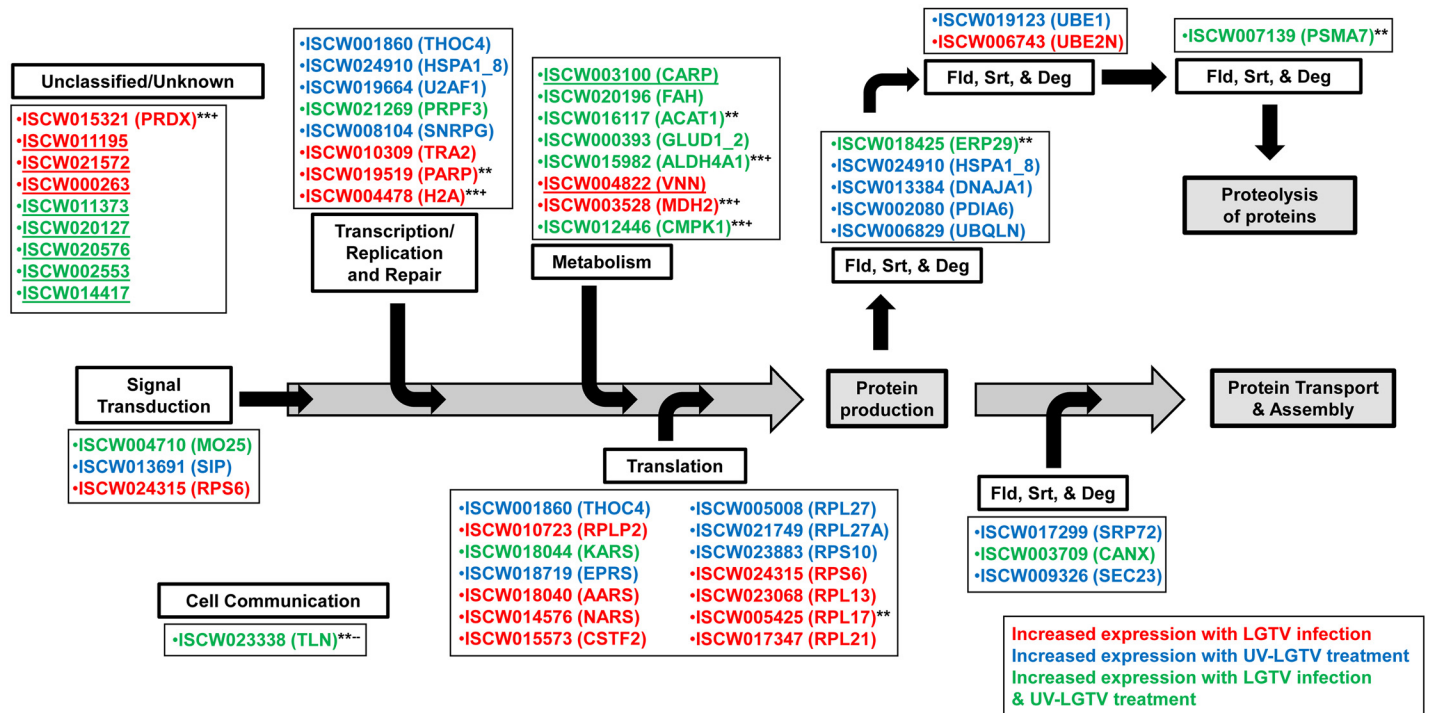 Unclassified/Unknown
•ISCW015321 (PRDX)**+
•ISCW011195
•ISCW021572
•ISCW000263
•ISCW011373
•ISCW020127
•ISCW020576
•ISCW002553
•ISCW014417
•ISCW001860 (THOC4)
•ISCW024910 (HSPA1_8)
•ISCW019664 (U2AF1)
•ISCW021269 (PRPF3)
•ISCW008104 (SNRPG)
•ISCW010309 (TRA2)
•ISCW019519 (PARP)**
•ISCW004478 (H2A)**+
Transcription/
Replication
and Repair
•ISCW003100 (CARP)
•ISCW020196 (FAH)
•ISCW016117 (ACAT1)**
•ISCW000393 (GLUD1_2)
•ISCW015982 (ALDH4A1)**+
•ISCW004822 (VNN)
•ISCW003528 (MDH2)**+
•ISCW012446 (CMPK1)**+
Metabolism
•ISCW019123 (UBE1)
•ISCW006743 (UBE2N)
Fld, Srt, & Deg
•ISCW007139 (PSMA7)**
Fld, Srt, & Deg
•ISCW018425 (ERP29)**
•ISCW024910 (HSPA1_8)
•ISCW013384 (DNAJA1)
•ISCW002080 (PDIA6)
•ISCW006829 (UBQLN)
Fld, Srt, & Deg
Proteolysis
of proteins
Signal
Transduction
•ISCW004710 (MO25)
•ISCW013691 (SIP)
•ISCW024315 (RPS6)
Protein
production
Protein Transport
& Assembly
Translation
•ISCW001860 (THOC4)
•ISCW010723 (RPLP2)
•ISCW018044 (KARS)
•ISCW018719 (EPRS)
•ISCW018040 (AARS)
•ISCW014576 (NARS)
•ISCW015573 (CSTF2)
•ISCW005008 (RPL27)
•ISCW021749 (RPL27A)
•ISCW023883 (RPS10)
•ISCW024315 (RPS6)
•ISCW023068 (RPL13)
•ISCW005425 (RPL17)**
•ISCW017347 (RPL21)
Fld, Srt, & Deg
•ISCW017299 (SRP72)
•ISCW003709 (CANX)
•ISCW009326 (SEC23)
Cell Communication
•ISCW023338 (TLN)**--
Increased expression with LGTV infection
Increased expression with UV-LGTV treatment
Increased expression with LGTV infection
& UV-LGTV treatment